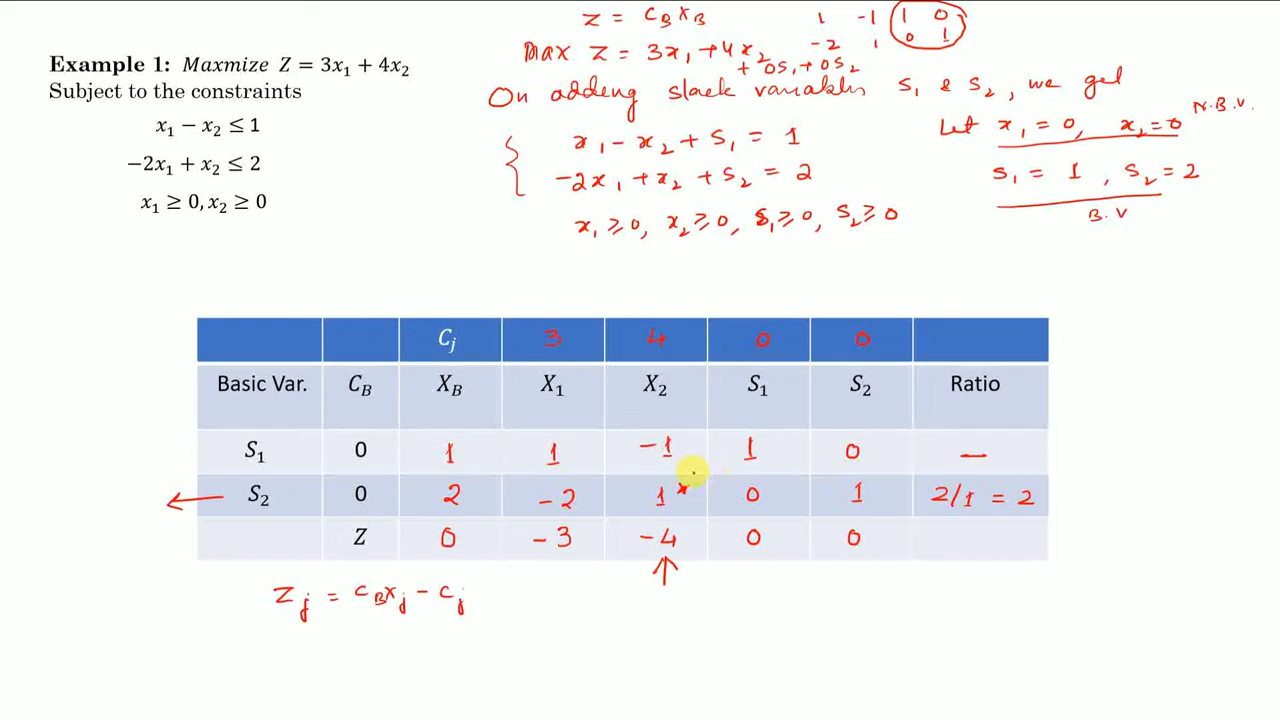 Z = C_B X_B
1 -1 1 0
-2 1 0 1
Example 1: Maxmize Z = 3x₁ + 4x₂
Subject to the constraints
x₁ − x₂ ≤ 1
−2x₁ + x₂ ≤ 2
x₁ ≥ 0, x₂ ≥ 0
Max Z = 3x₁ + 4x₂
+ 0S₁ + 0S₂
On adding slack variables S₁ & S₂, we get
x₁ − x₂ + S₁ = 1
−2x₁ + x₂ + S₂ = 2
x₁ ≥ 0, x₂ ≥ 0, S₁ ≥ 0, S₂ ≥ 0
Let x₁ = 0, x₂ = 0 N.B.V.
S₁ = 1, S₂ = 2
B.V
C_j 3 4 0 0
Basic Var. C_B X_B X₁ X₂ S₁ S₂ Ratio
S₁ 0 1 1 −1 1 0 —
← S₂ 0 2 −2 1* 0 1 2/1 = 2
Z 0 −3 −4 0 0
↑
Z_j = C_B x_j − C_j